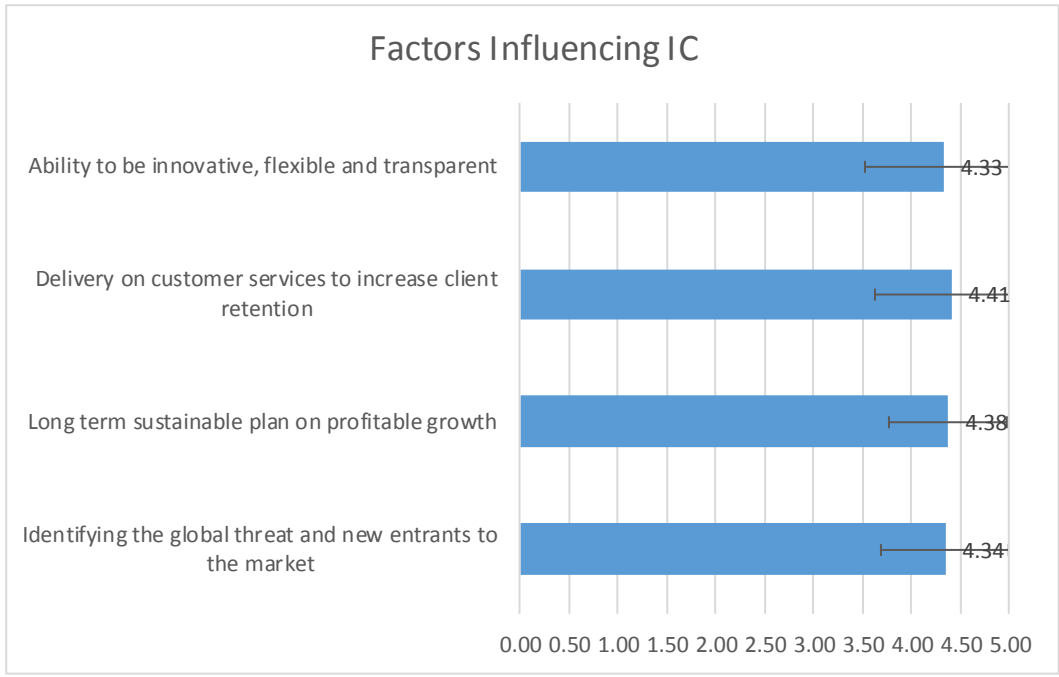 Factors Influencing IC
Ability to be innovative, flexible and transparent
4.33
Delivery on customer services to increase client
retention
4.41
Long term sustainable plan on profitable growth
4.38
Identifying the global threat and new entrants to
the market
4.34
0.00 0.50 1.00 1.50 2.00 2.50 3.00 3.50 4.00 4.50 5.00